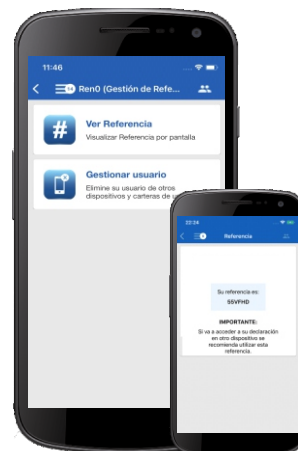 11:46
Ren0 (Gestión de Refe...
#
Ver Referencia
Visualizar Referencia por pantalla
Gestionar usuario
Elimine su usuario de otros
dispositivos y carteras de
22:24
Referencia
Su referencia es:
S5VFHD
IMPORTANTE:
Si va a acceder a su declaración
en otro dispositivo se
recomienda utilizar esta
referencia.